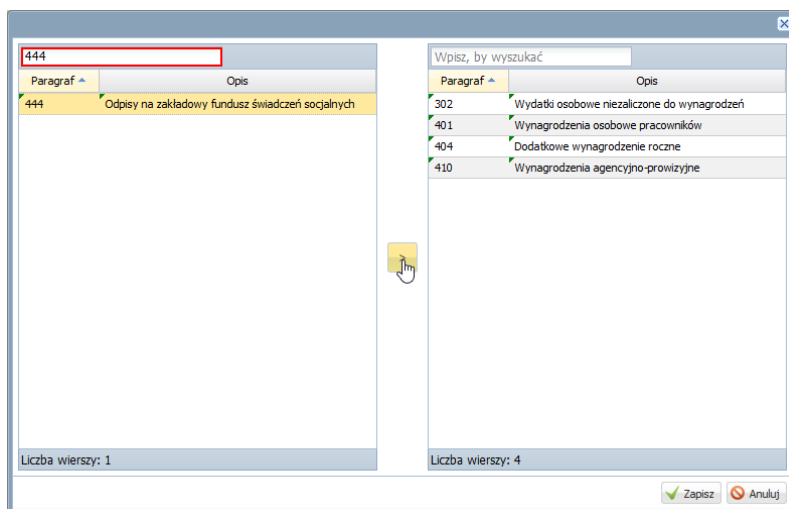 444
Paragraf Opis
444 Odpisy na zakładowy fundusz świadczeń socjalnych
Liczba wierszy: 1
>
Wpisz, by wyszukać
Paragraf Opis
302 Wydatki osobowe niezaliczone do wynagrodzeń
401 Wynagrodzenia osobowe pracowników
404 Dodatkowe wynagrodzenie roczne
410 Wynagrodzenia agencyjno-prowizyjne
Liczba wierszy: 4
Zapisz Anuluj